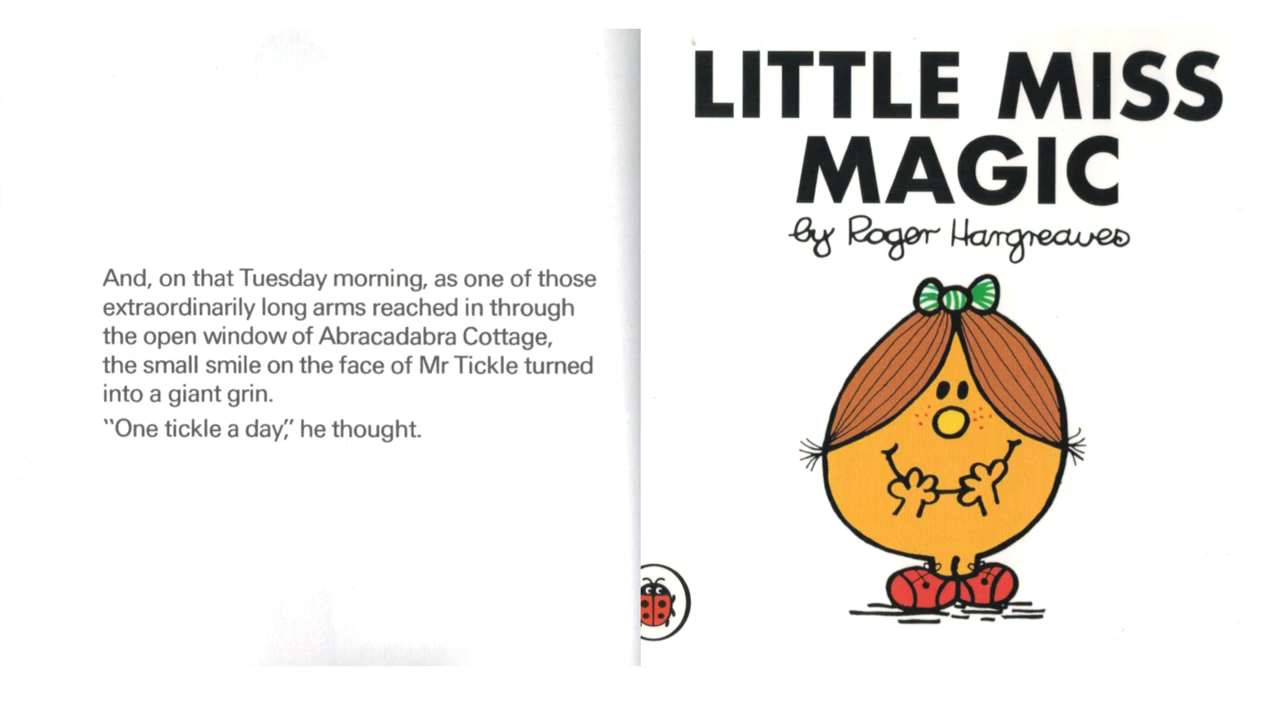 And, on that Tuesday morning, as one of those
extraordinarily long arms reached in through
the open window of Abracadabra Cottage,
the small smile on the face of Mr Tickle turned
into a giant grin.
"One tickle a day," he thought.
LITTLE MISS
MAGIC
by Roger Hargreaves